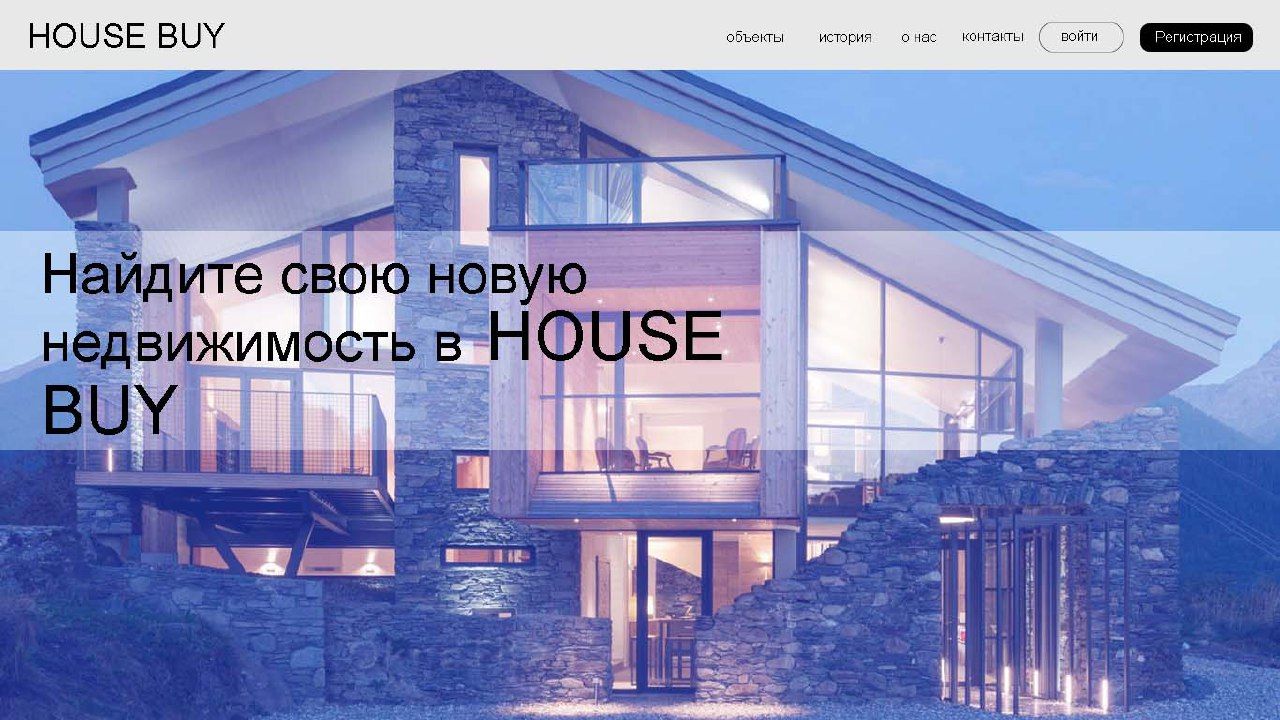 HOUSE BUY
объекты история о нас контакты войти Регистрация
Найдите свою новую
недвижимость в HOUSE
BUY